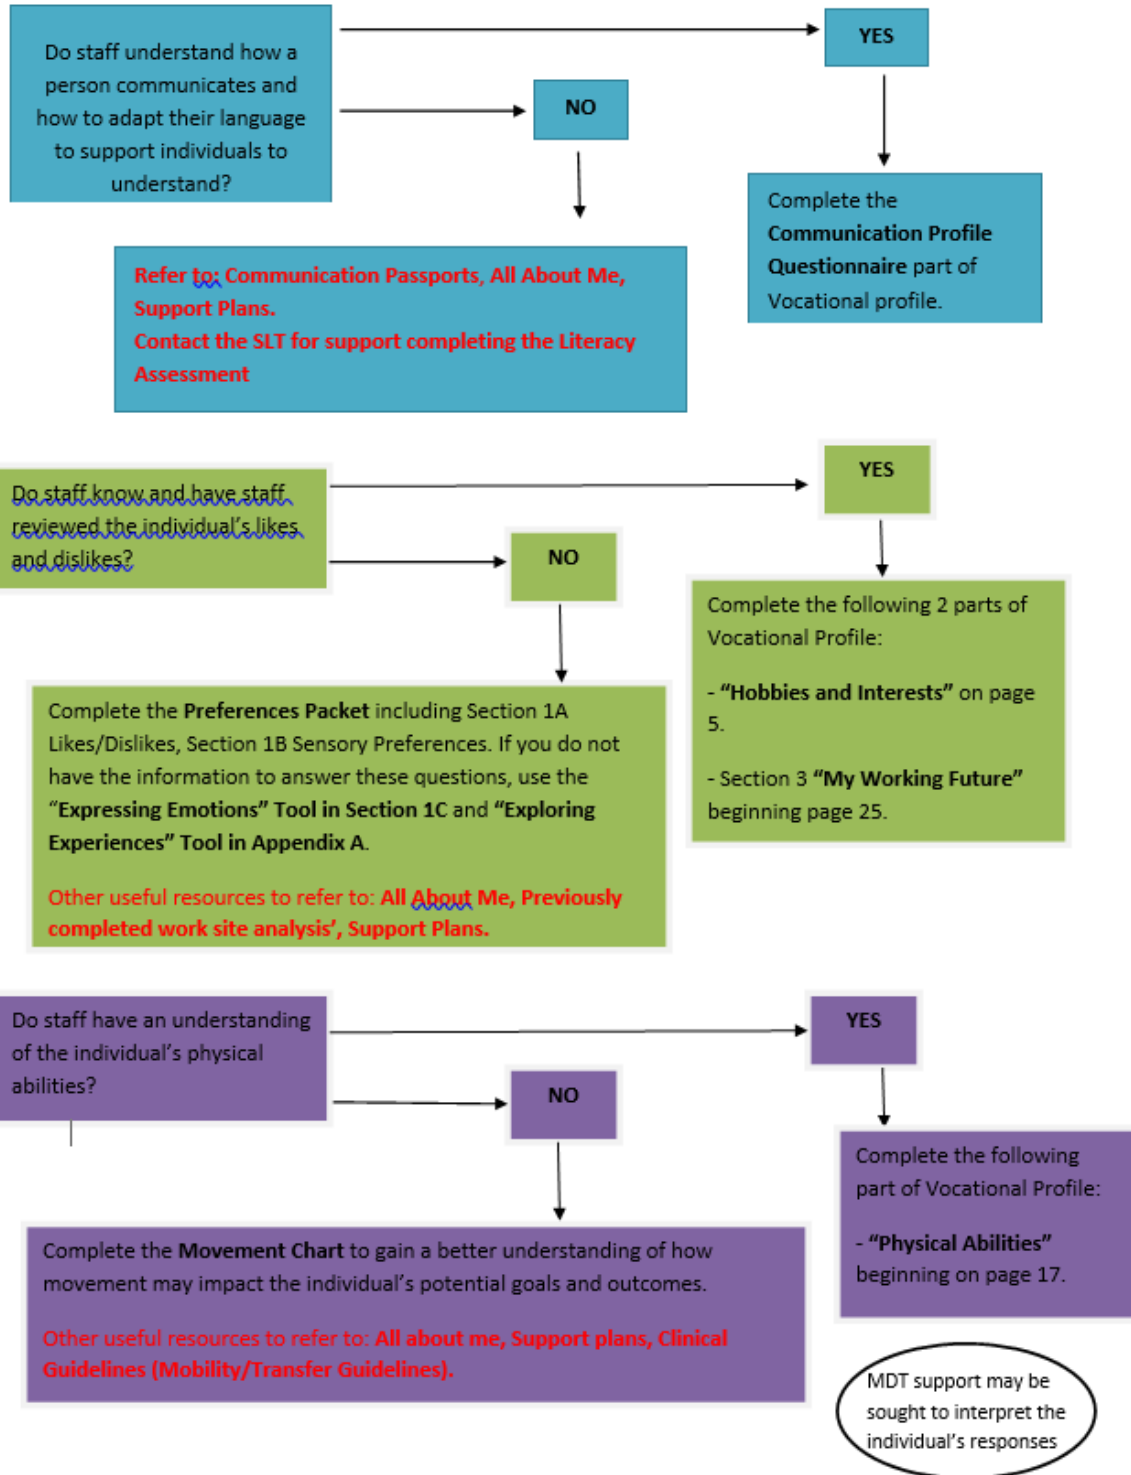 Do staff understand how a
person communicates and
how to adapt their language
to support individuals to
understand?
YES
NO
Complete the
Communication Profile
Questionnaire part of
Vocational profile.
Refer to: Communication Passports, All About Me,
Support Plans.
Contact the SLT for support completing the Literacy
Assessment
Do staff know and have staff
reviewed the individual's likes
and dislikes?
YES
NO
Complete the following 2 parts of
Vocational Profile:
- “Hobbies and Interests” on page
5.
- Section 3 “My Working Future”
beginning page 25.
Complete the Preferences Packet including Section 1A
Likes/Dislikes, Section 1B Sensory Preferences. If you do not
have the information to answer these questions, use the
“Expressing Emotions” Tool in Section 1C and “Exploring
Experiences” Tool in Appendix A.
Other useful resources to refer to: All About Me, Previously
completed work site analysis’, Support Plans.
Do staff have an understanding
of the individual’s physical
abilities?
YES
NO
Complete the following
part of Vocational Profile:
- “Physical Abilities”
beginning on page 17.
Complete the Movement Chart to gain a better understanding of how
movement may impact the individual’s potential goals and outcomes.
Other useful resources to refer to: All about me, Support plans, Clinical
Guidelines (Mobility/Transfer Guidelines).
MDT support may be
sought to interpret the
individual’s responses